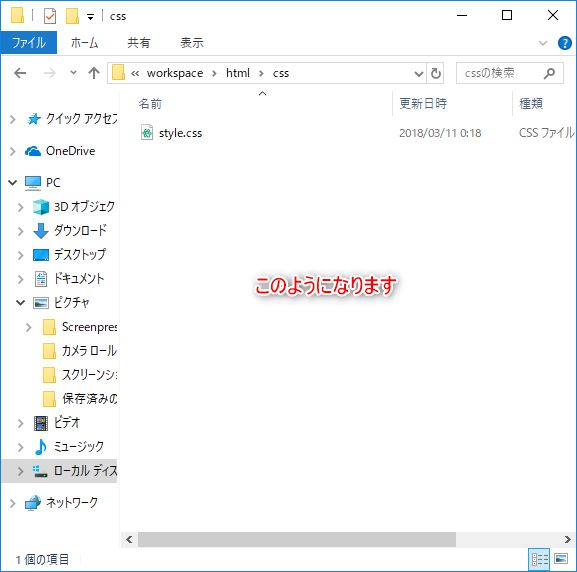 css
ファイル
ホーム
共有
表示
workspace
html
css
cssの検索
名前
更新日時
種類
style.css
2018/03/11 0:18
CSS ファイル
クイック アクセス
OneDrive
PC
3D オブジェク
ダウンロード
デスクトップ
ドキュメント
ピクチャ
Screenpres
カメラ ロール
スクリーンショ
保存済みの
ビデオ
ミュージック
ローカル ディス
ネットワーク
このようになります
1 個の項目